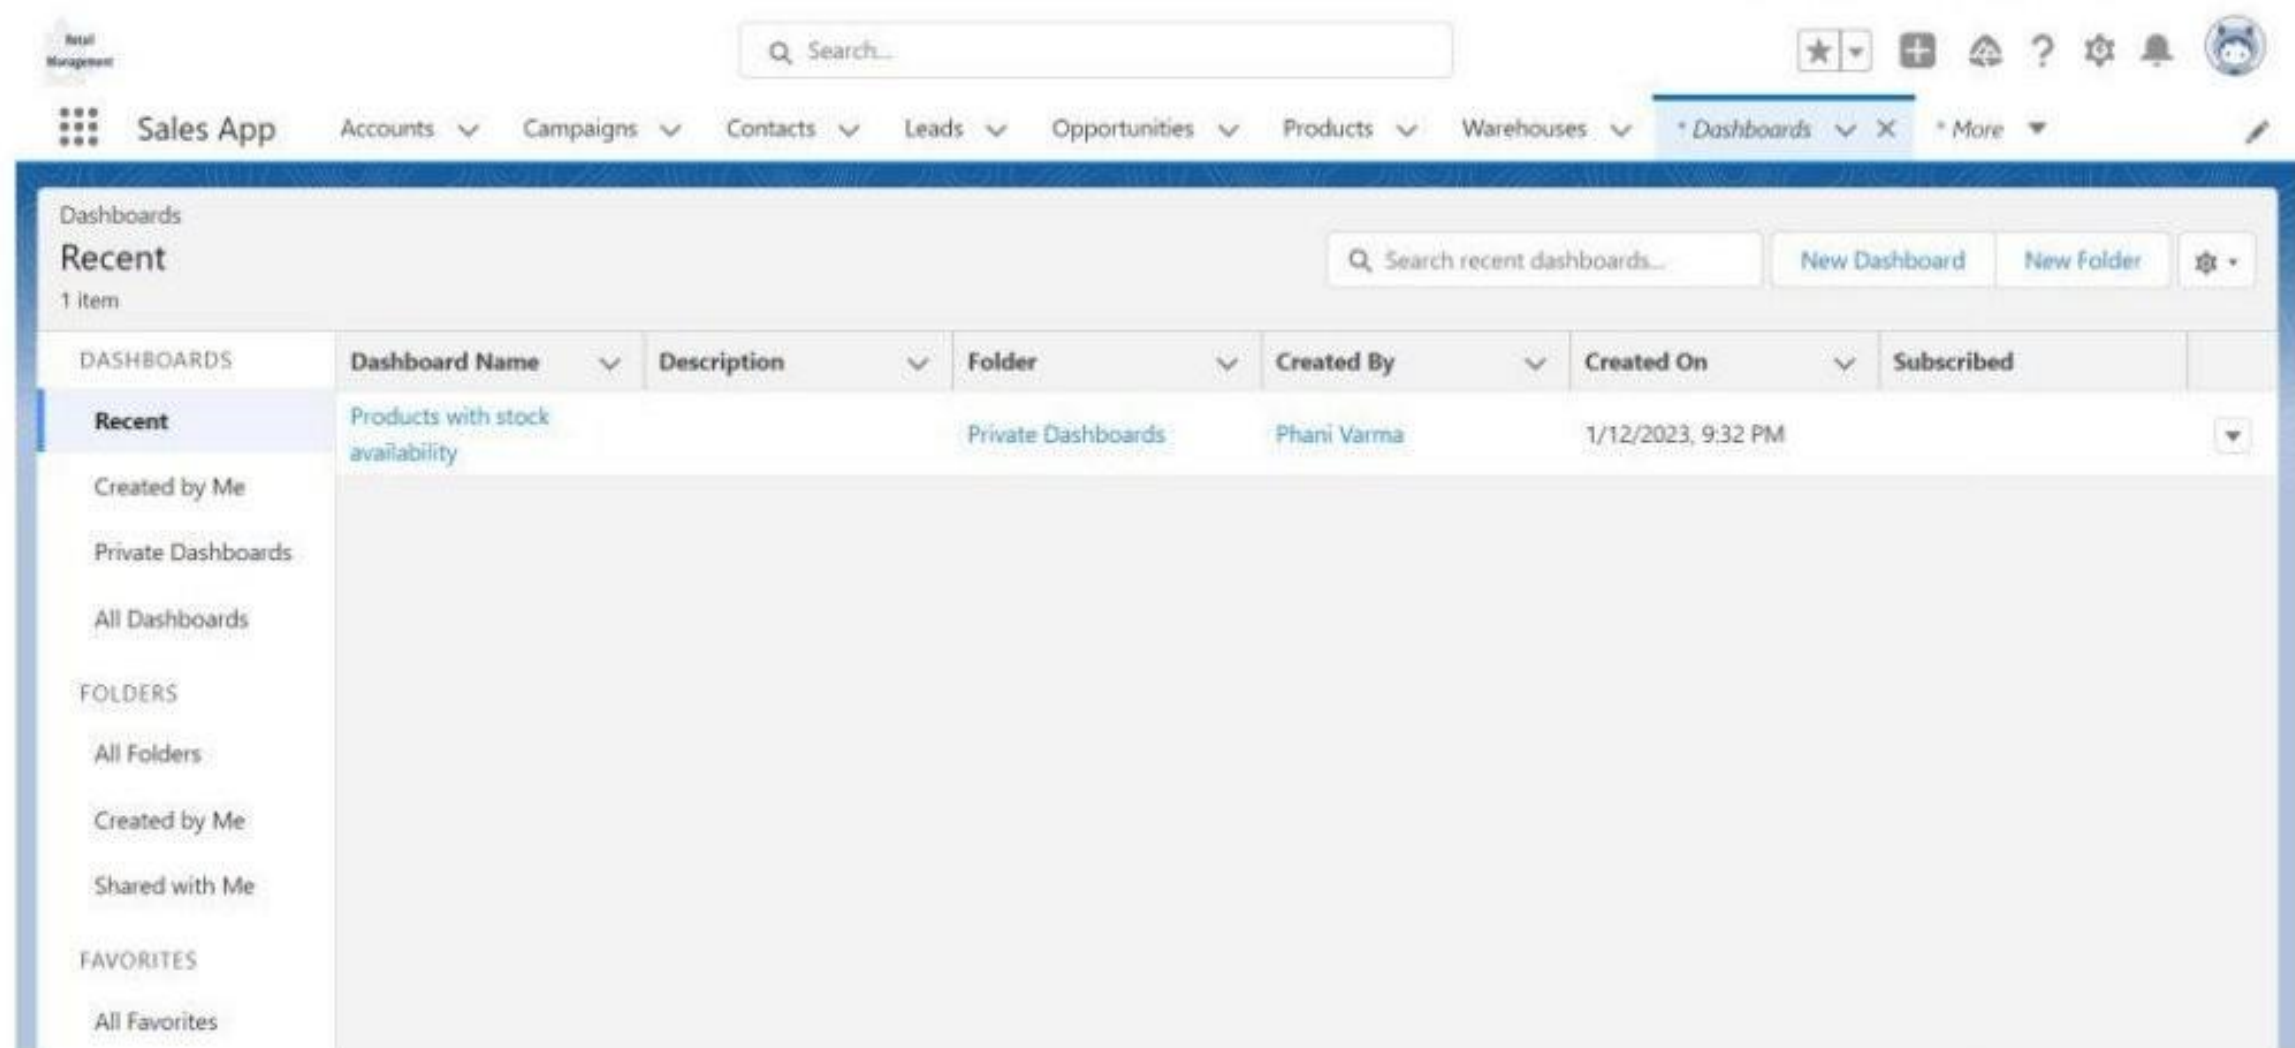 Retail
Management
Search...
Sales App Accounts Campaigns Contacts Leads Opportunities Products Warehouses * Dashboards * More
Dashboards
Recent
1 item
Search recent dashboards... New Dashboard New Folder
DASHBOARDS Dashboard Name Description Folder Created By Created On Subscribed
Recent
Products with stock
availability
Private Dashboards Phani Varma 1/12/2023, 9:32 PM
Created by Me
Private Dashboards
All Dashboards
FOLDERS
All Folders
Created by Me
Shared with Me
FAVORITES
All Favorites